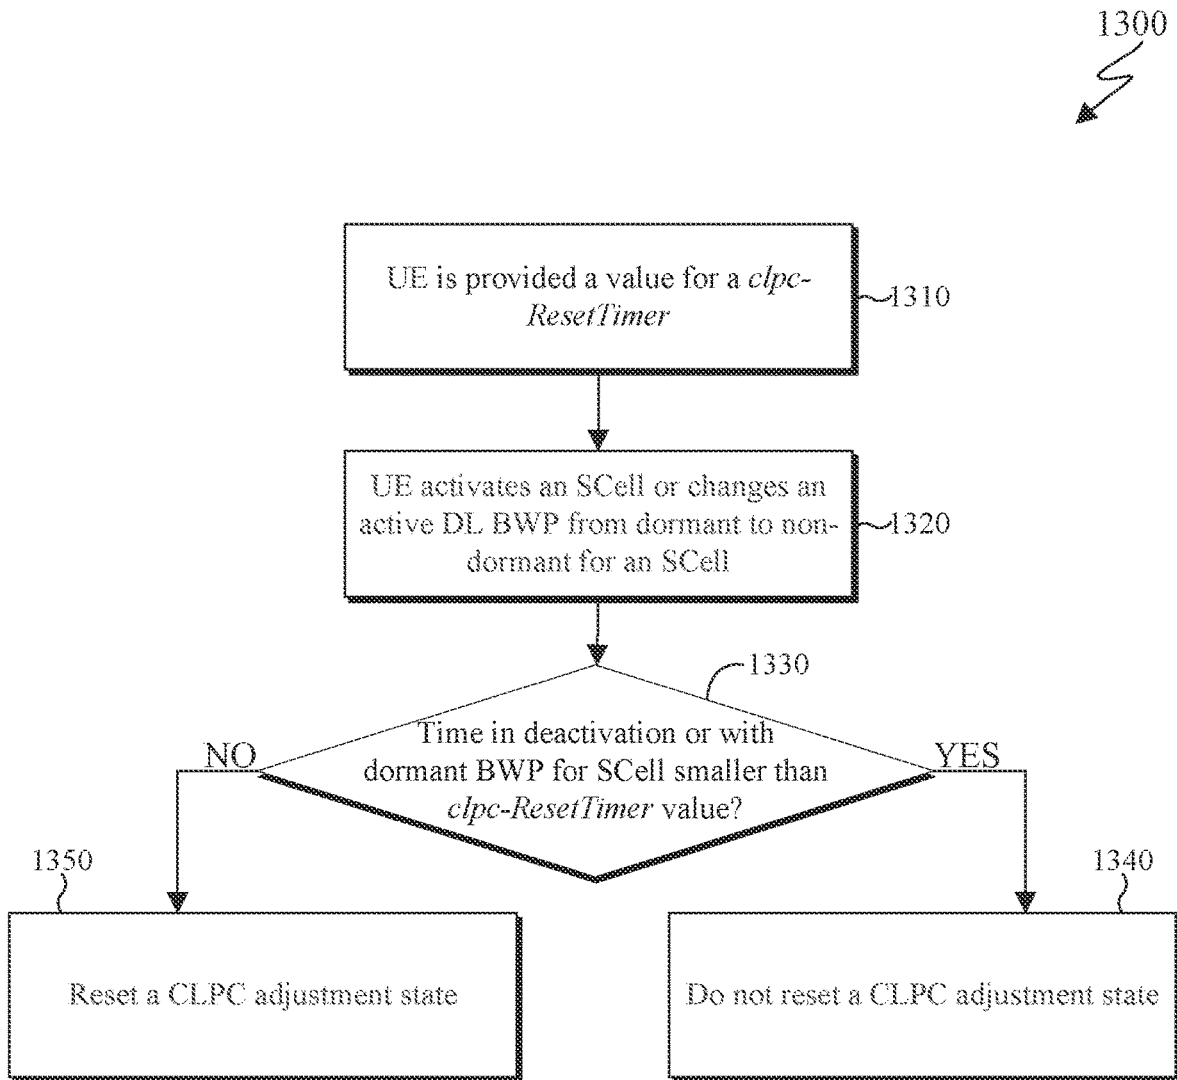 1300
UE is provided a value for a clpc-
ResetTimer
1310
UE activates an SCell or changes an
active DL BWP from dormant to non-
dormant for an SCell
1320
1330
Time in deactivation or with
dormant BWP for SCell smaller than
clpc-ResetTimer value?
NO
YES
1350
1340
Reset a CLPC adjustment state
Do not reset a CLPC adjustment state